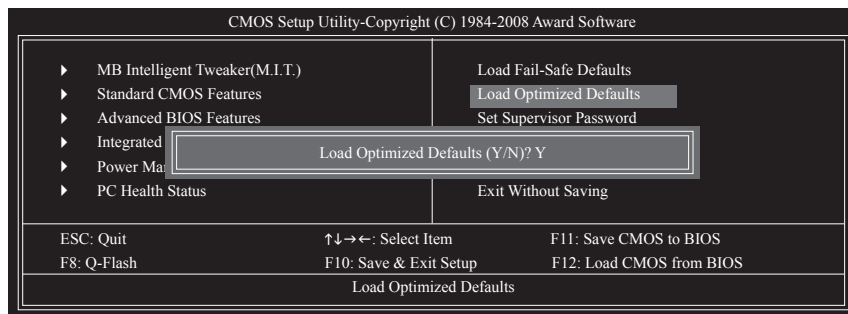 CMOS Setup Utility-Copyright (C) 1984-2008 Award Software
MB Intelligent Tweaker(M.I.T.)
Standard CMOS Features
Advanced BIOS Features
Integrated
PC Health Status
Load Fail-Safe Defaults
Load Optimized Defaults
Set Supervisor Password
Exit Without Saving
Load Optimized Defaults (Y/N)? Y
ESC: Quit ↑↓→←: Select Item F11: Save CMOS to BIOS
F8: Q-Flash F10: Save & Exit Setup F12: Load CMOS from BIOS
Load Optimized Defaults